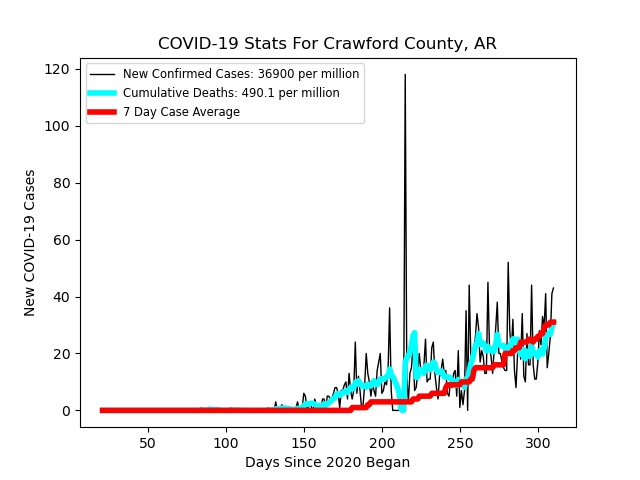 COVID-19 Stats For Crawford County, AR
New Confirmed Cases: 36900 per million
Cumulative Deaths: 490.1 per million
7 Day Case Average
120
100
80
60
40
20
0
New COVID-19 Cases
50 100 150 200 250 300
Days Since 2020 Began